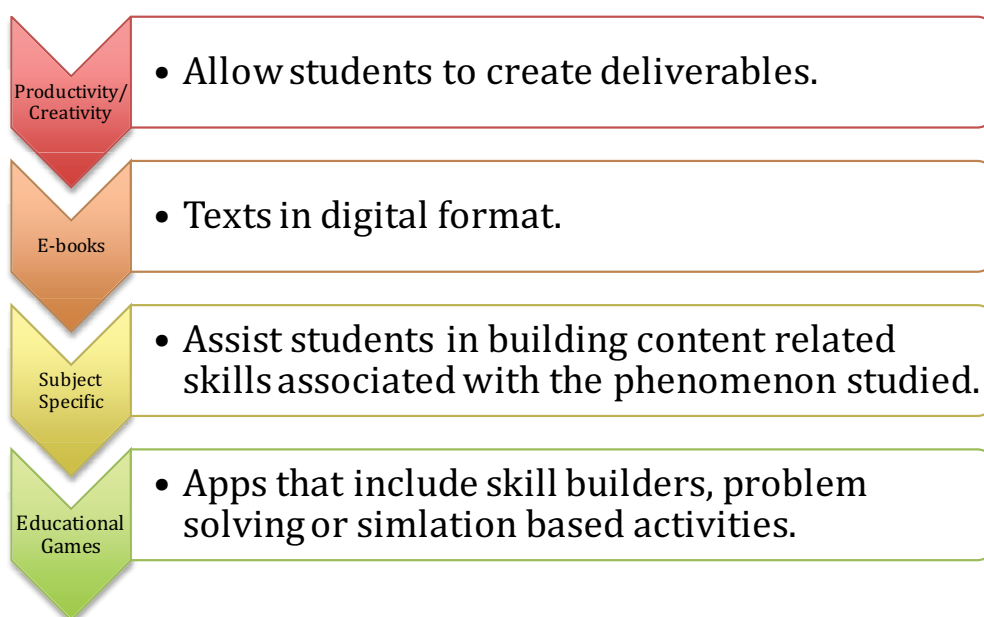 Productivity/
Creativity
• Allow students to create deliverables.
E-books
• Texts in digital format.
Subject
Specific
• Assist students in building content related
skills associated with the phenomenon studied.
Educational
Games
• Apps that include skill builders, problem
solving or simlation based activities.